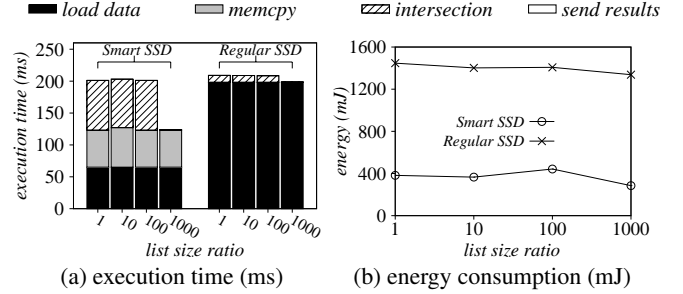 load data memcpy intersection send results
Smart SSD Regular SSD
execution time (ms)
250
200
150
100
50
0
1 10 100 1000 1 10 100 1000
list size ratio
(a) execution time (ms)
energy (mJ)
1600
1200
800
400
0
Smart SSD
Regular SSD
1 10 100 1000
list size ratio
(b) energy consumption (mJ)